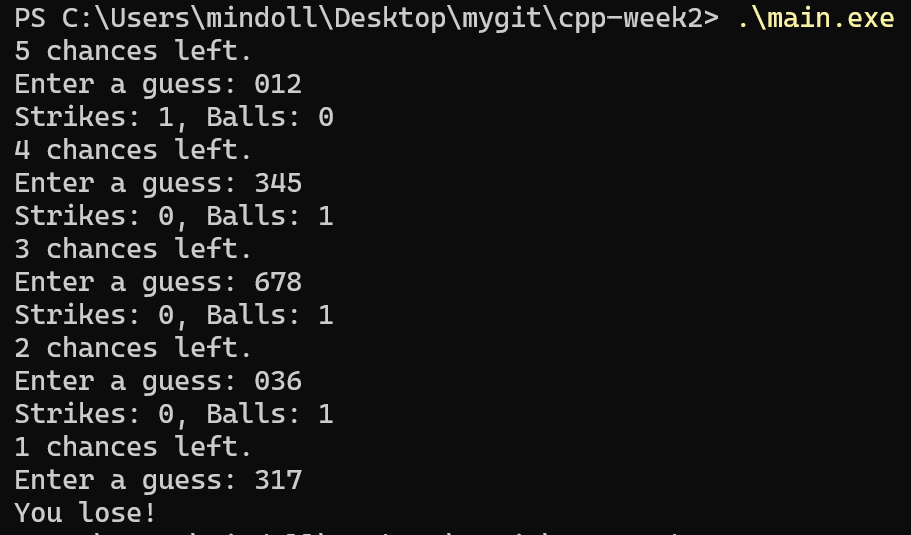 PS C:\Users\mindoll\Desktop\mygit\cpp-week2> .\main.exe
5 chances left.
Enter a guess: 012
Strikes: 1, Balls: 0
4 chances left.
Enter a guess: 345
Strikes: 0, Balls: 1
3 chances left.
Enter a guess: 678
Strikes: 0, Balls: 1
2 chances left.
Enter a guess: 036
Strikes: 0, Balls: 1
1 chances left.
Enter a guess: 317
You lose!